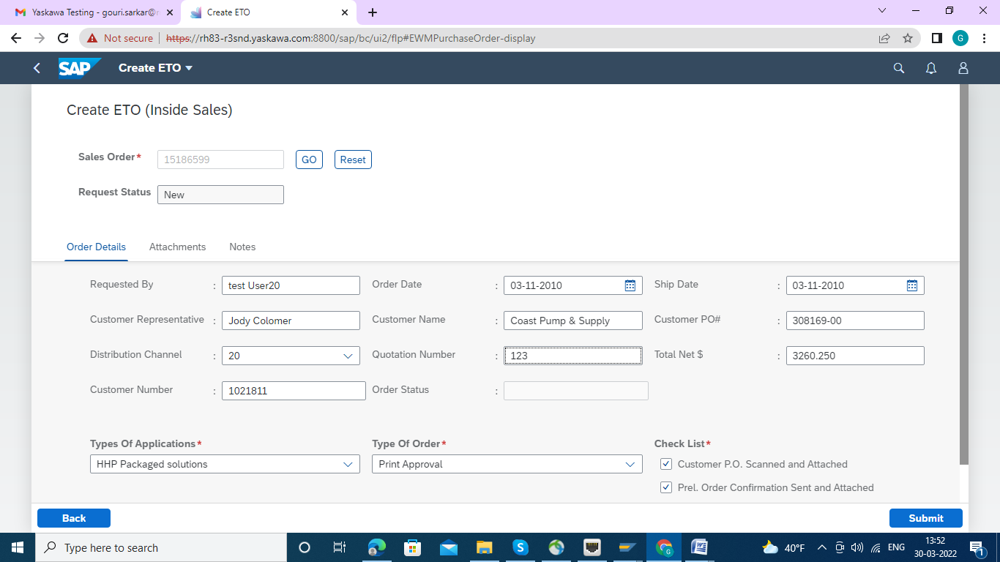 Yaskawa Testing - gouri.sarkar@n
Create ETO
Not secure https://rh83-r3snd.yaskawa.com:8800/sap/bc/ui2/flp#EWMPurchaseOrder-display
G
SAP Create ETO
Create ETO (Inside Sales)
Sales Order* 15186599 GO Reset
Request Status New
Order Details Attachments Notes
Requested By : test User20 Order Date : 03-11-2010 Ship Date : 03-11-2010
Customer Representative : Jody Colomer Customer Name : Coast Pump & Supply Customer PO# : 308169-00
Distribution Channel : 20 Quotation Number : 123 Total Net $ : 3260.250
Customer Number : 1021811 Order Status :
Types Of Applications* Type Of Order* Check List*
HHP Packaged solutions Print Approval Customer P.O. Scanned and Attached
Prel. Order Confirmation Sent and Attached
Back Submit
Type here to search 40°F ENG 13:52
30-03-2022
1